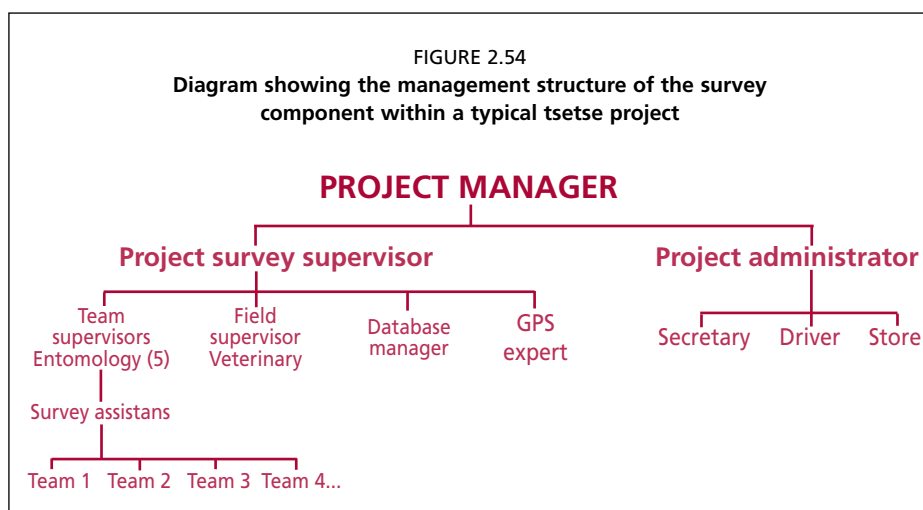 FIGURE 2.54
Diagram showing the management structure of the survey
component within a typical tsetse project
PROJECT MANAGER
Project survey supervisor
Project administrator
Team
supervisors
Entomology (5)
Field
supervisor
Veterinary
Database
manager
GPS
expert
Secretary
Driver
Store
Survey assistans
Team 1
Team 2
Team 3
Team 4...